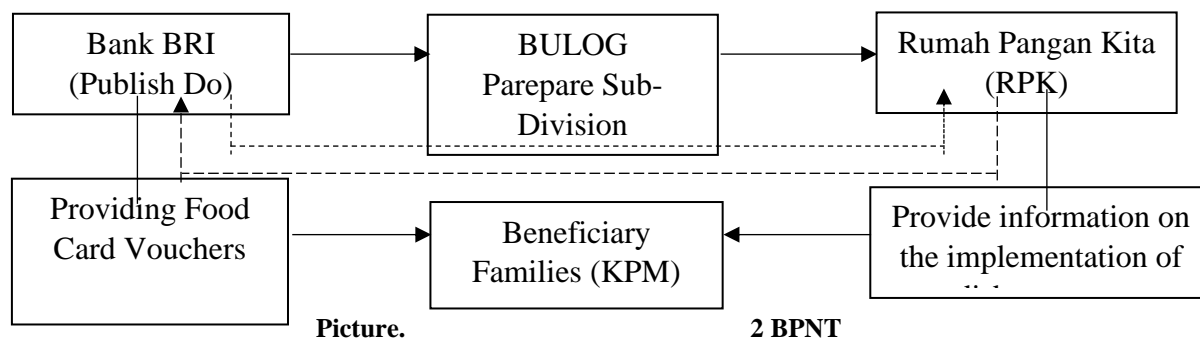 Bank BRI
(Publish Do)
BULOG
Parepare Sub-
Division
Rumah Pangan Kita
(RPK)
Providing Food
Card Vouchers
Beneficiary
Families (KPM)
Provide information on
the implementation of
Picture. 2 BPNT